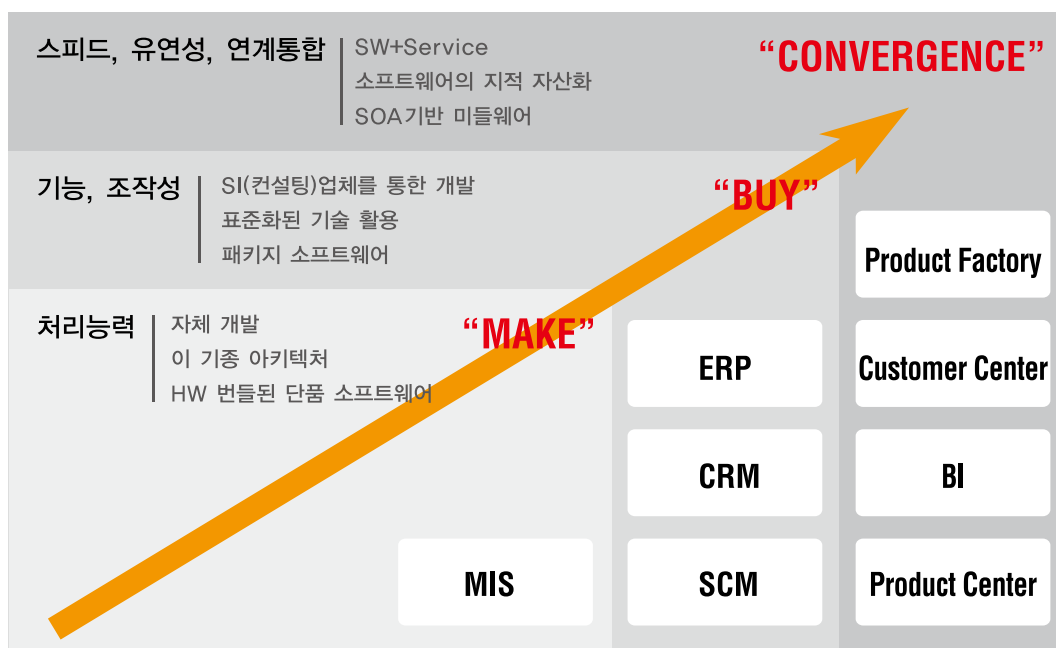 스피드, 유연성, 연계통합
SW+Service
소프트웨어의 지적 자산화
SOA기반 미들웨어
“CONVERGENCE”
기능, 조작성
SI(컨설팅)업체를 통한 개발
표준화된 기술 활용
패키지 소프트웨어
“BUY”
처리능력
자체 개발
이 기종 아키텍처
HW 번들된 단품 소프트웨어
“MAKE”
Product Factory
ERP
Customer Center
CRM
BI
MIS
SCM
Product Center